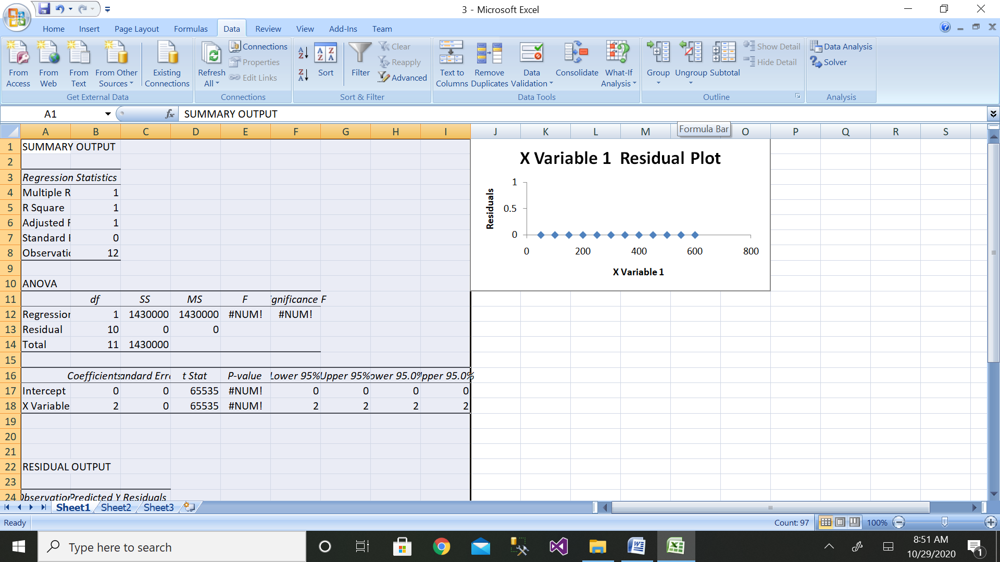 3 - Microsoft Excel
Home Insert Page Layout Formulas Data Review View Add-Ins Team
From Access
From Web
From Text
From Other Sources
Existing Connections
Get External Data
Refresh All
Connections
Properties
Edit Links
Connections
Sort
Filter
Clear
Reapply
Advanced
Sort & Filter
Text to Columns
Remove Duplicates
Data Validation
Consolidate
What-If Analysis
Data Tools
Group
Ungroup
Subtotal
Show Detail
Hide Detail
Outline
Data Analysis
Solver
Analysis
A1 fx SUMMARY OUTPUT
Formula Bar
A B C D E F G H I J K L M O P Q R S
1 SUMMARY OUTPUT
2
3 Regression Statistics
4 Multiple R 1
5 R Square 1
6 Adjusted 1
7 Standard 0
8 Observatio 12
9
10 ANOVA
11 df SS MS F gnificance F
12 Regression 1 1430000 1430000 #NUM! #NUM!
13 Residual 10 0 0
14 Total 11 1430000
15
16 Coefficients andard Erro t Stat P-value Lower 95% Upper 95% ower 95.0% pper 95.0%
17 Intercept 0 0 65535 #NUM! 0 0 0 0
18 X Variable 2 0 65535 #NUM! 2 2 2 2
19
20
21
22 RESIDUAL OUTPUT
23
24 Observation Predicted Y Residuals
X Variable 1 Residual Plot
Residuals
1
0.5
0
0 200 400 600 800
X Variable 1
Sheet1 Sheet2 Sheet3
Ready Count: 97 100%
Type here to search
8:51 AM
10/29/2020
1